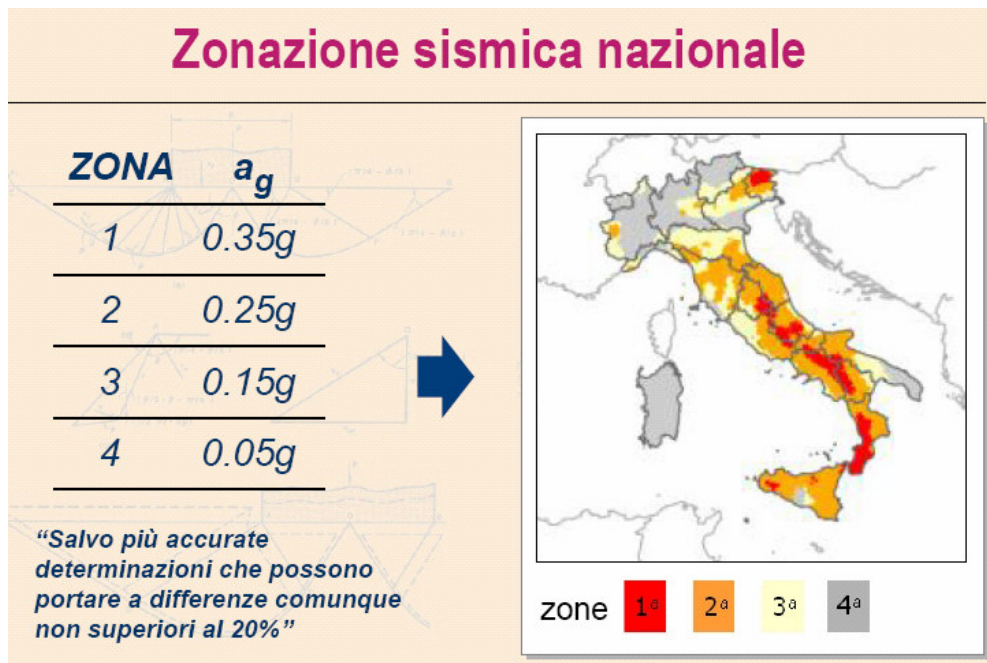 Zonazione sismica nazionale
ZONA ag
1 0.35g
2 0.25g
3 0.15g
4 0.05g
“Salvo più accurate
determinazioni che possono
portare a differenze comunque
non superiori al 20%”
zone 1ª 2ª 3ª 4ª